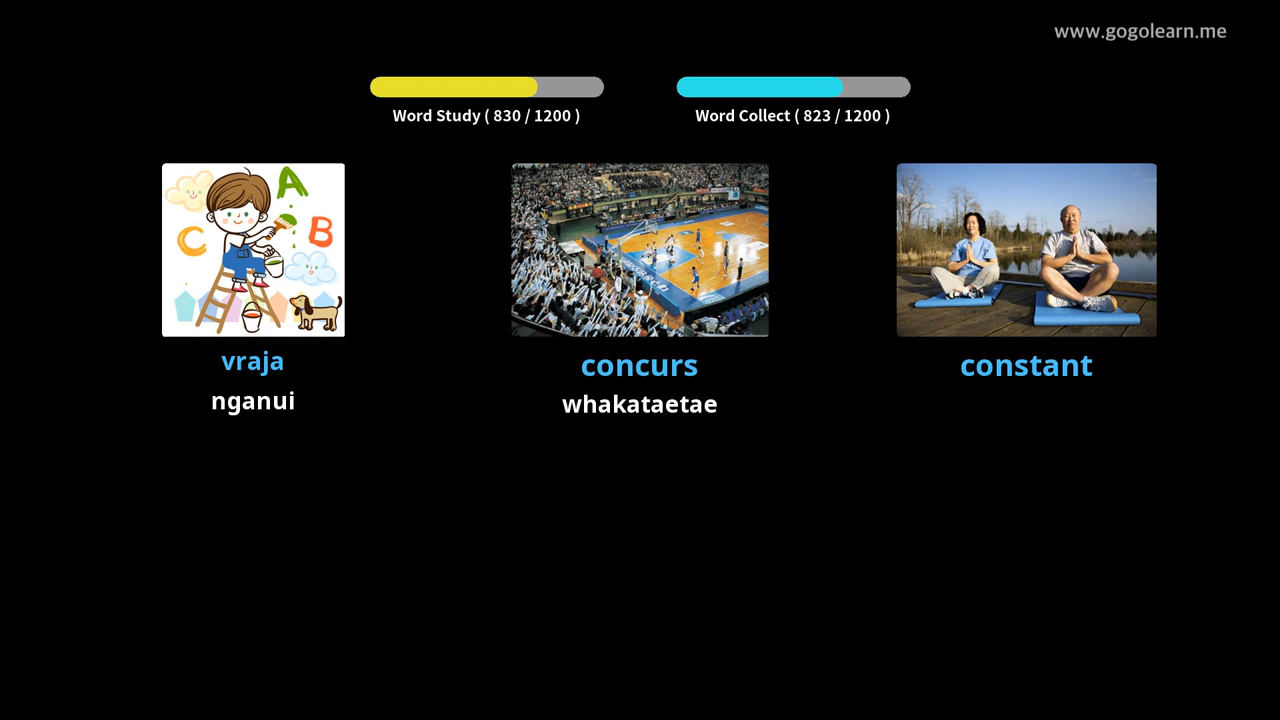 www.gogolearn.me
Word Study ( 830 / 1200 )
Word Collect ( 823 / 1200 )
A
B
C
vraja
nganui
concurs
whakataetae
constant